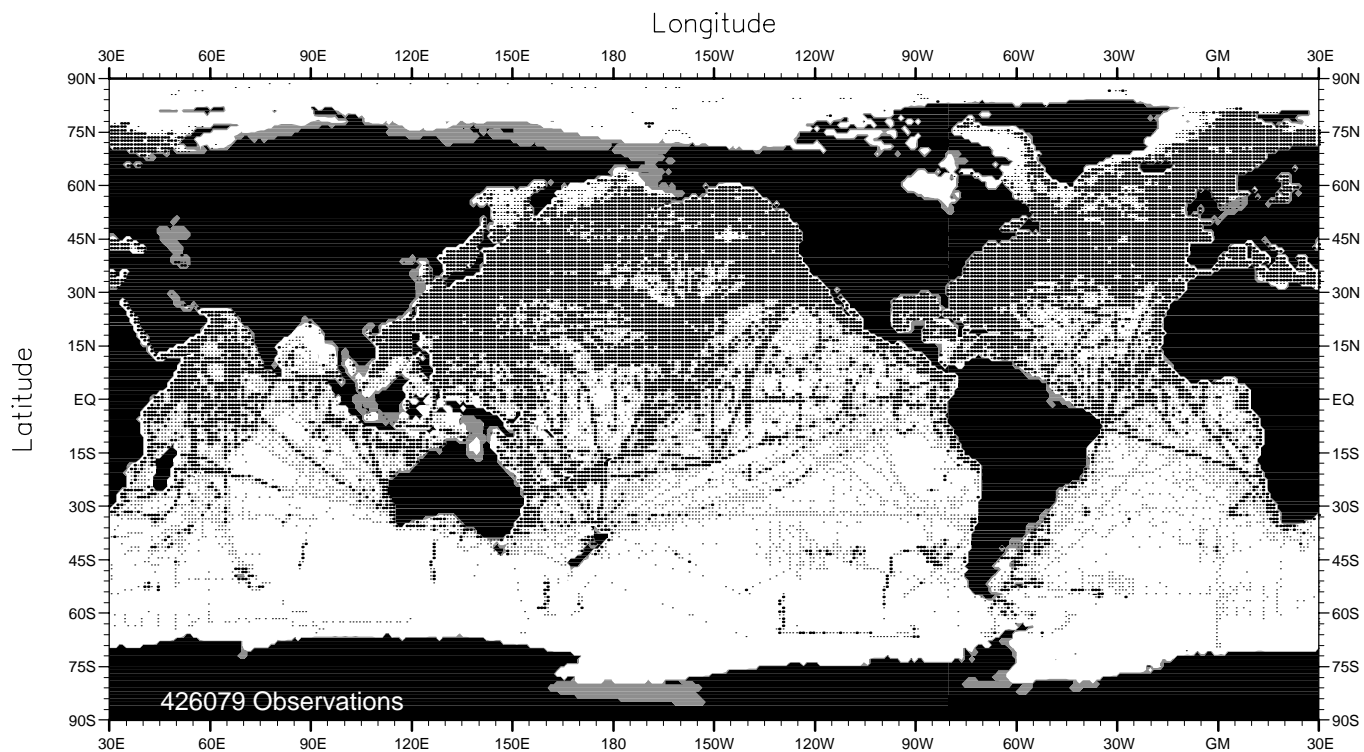 Longitude
30E 60E 90E 120E 150E 180 150W 120W 90W 60W 30W GM 30E
90N 90N
75N 75N
60N 60N
45N 45N
30N 30N
15N 15N
Latitude
EQ EQ
15S 15S
30S 30S
45S 45S
60S 60S
75S 75S
426079 Observations
90S 90S
30E 60E 90E 120E 150E 180 150W 120W 90W 60W 30W GM 30E